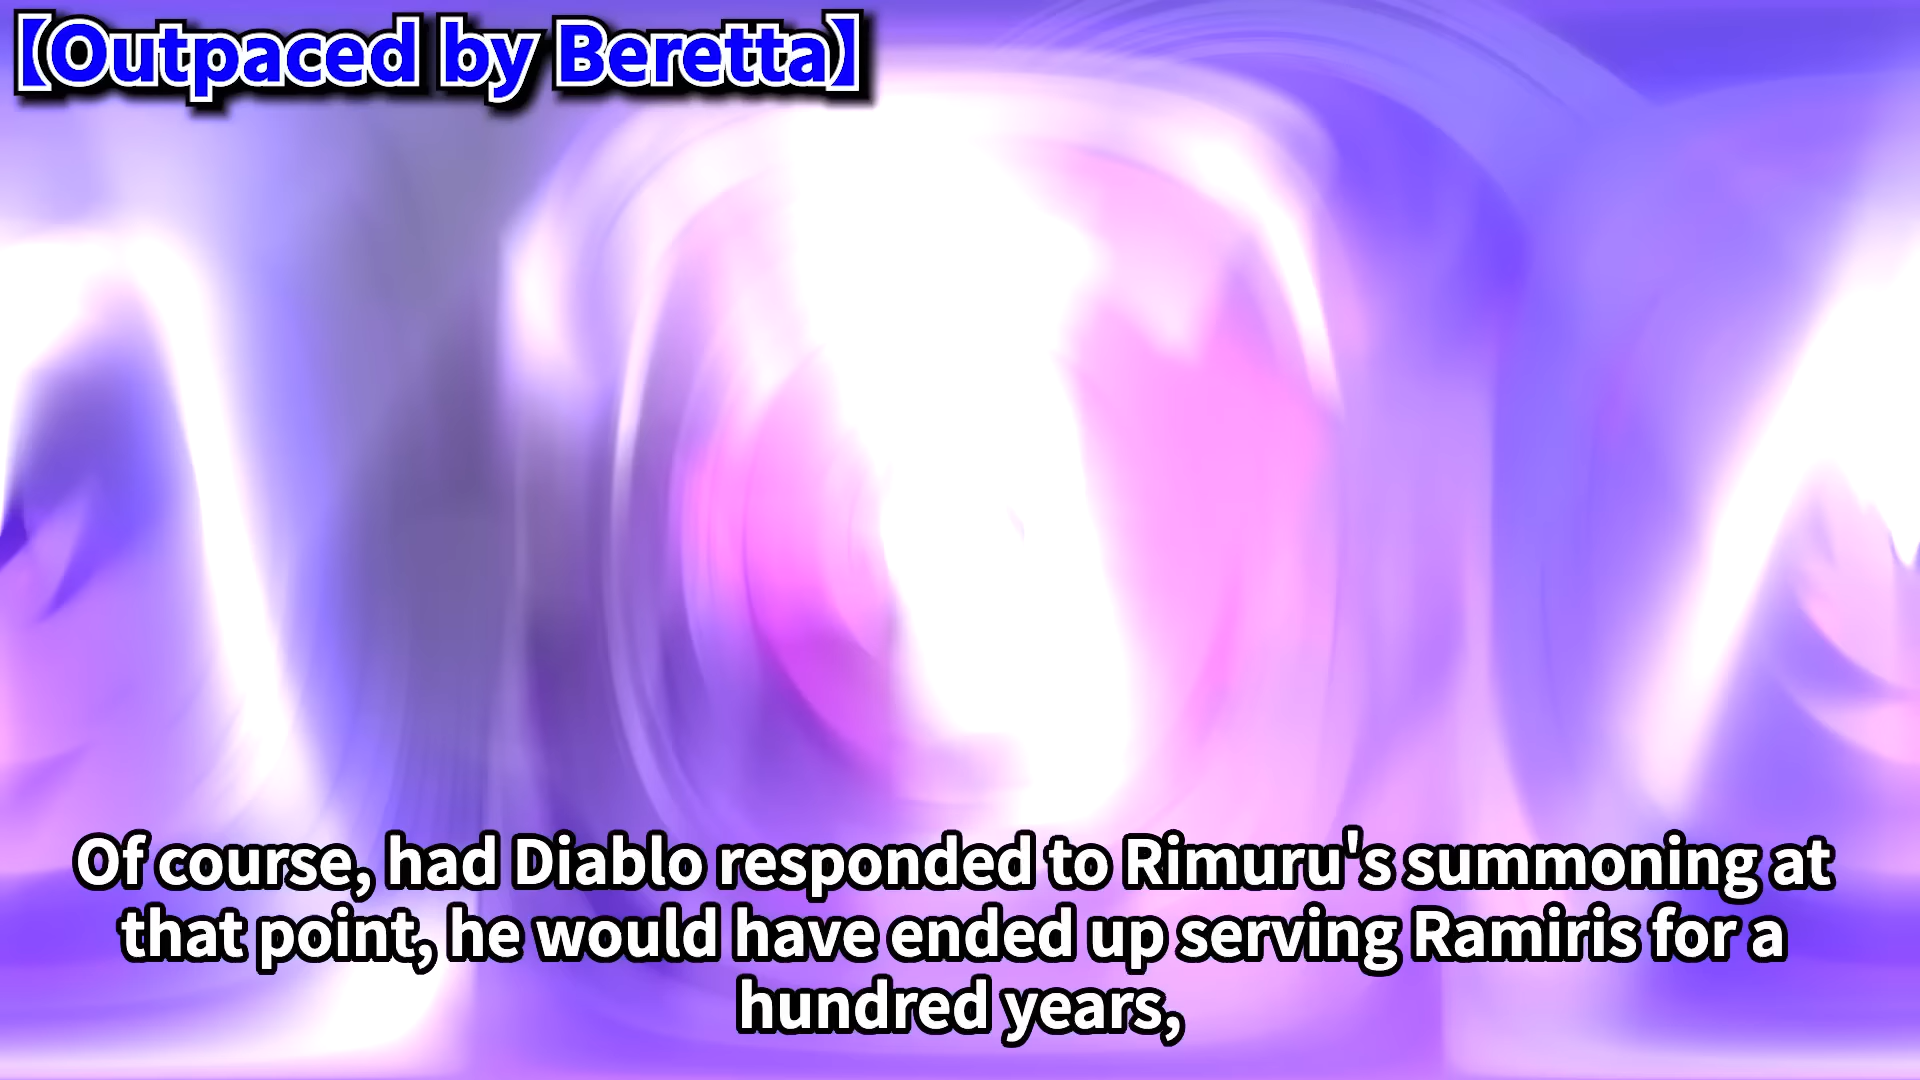 【Outpaced by Beretta】
Of course, had Diablo responded to Rimuru's summoning at
that point, he would have ended up serving Ramiris for a
hundred years,